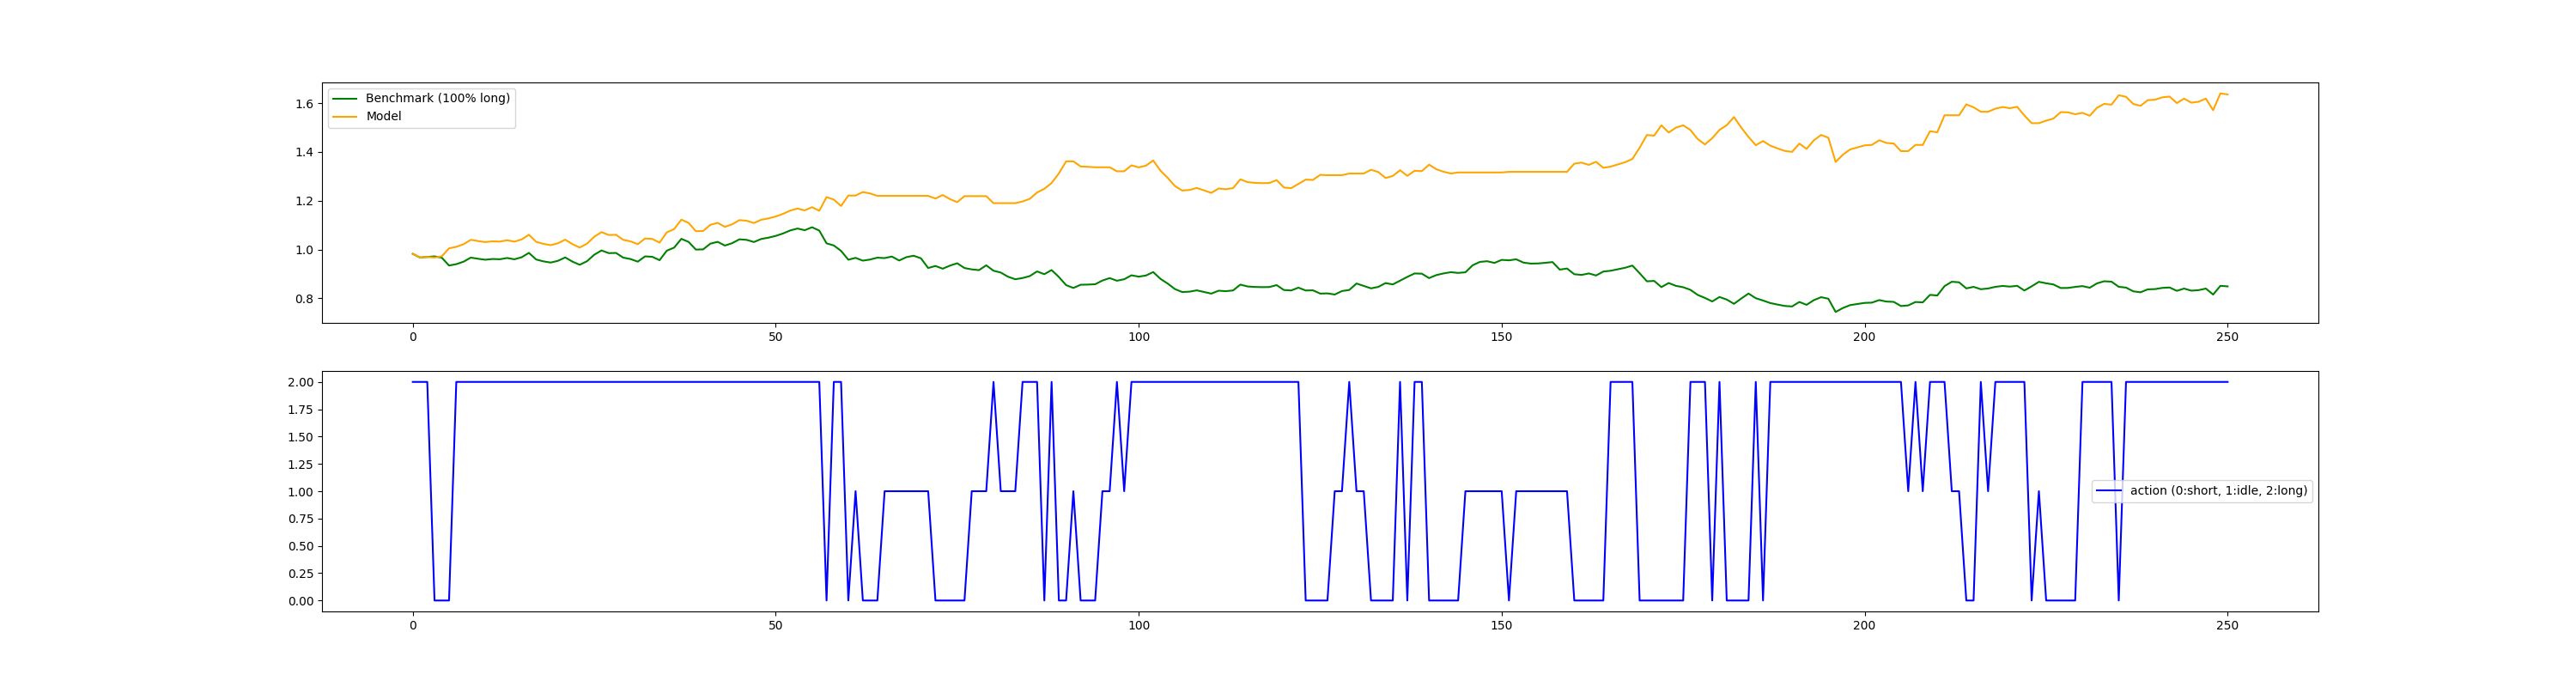 Benchmark (100% long)
Model
1.6
1.4
1.2
1.0
0.8
0 50 100 150 200 250
2.00
1.75
1.50
1.25
1.00
0.75
0.50
0.25
0.00
action (0:short, 1:idle, 2:long)
0 50 100 150 200 250